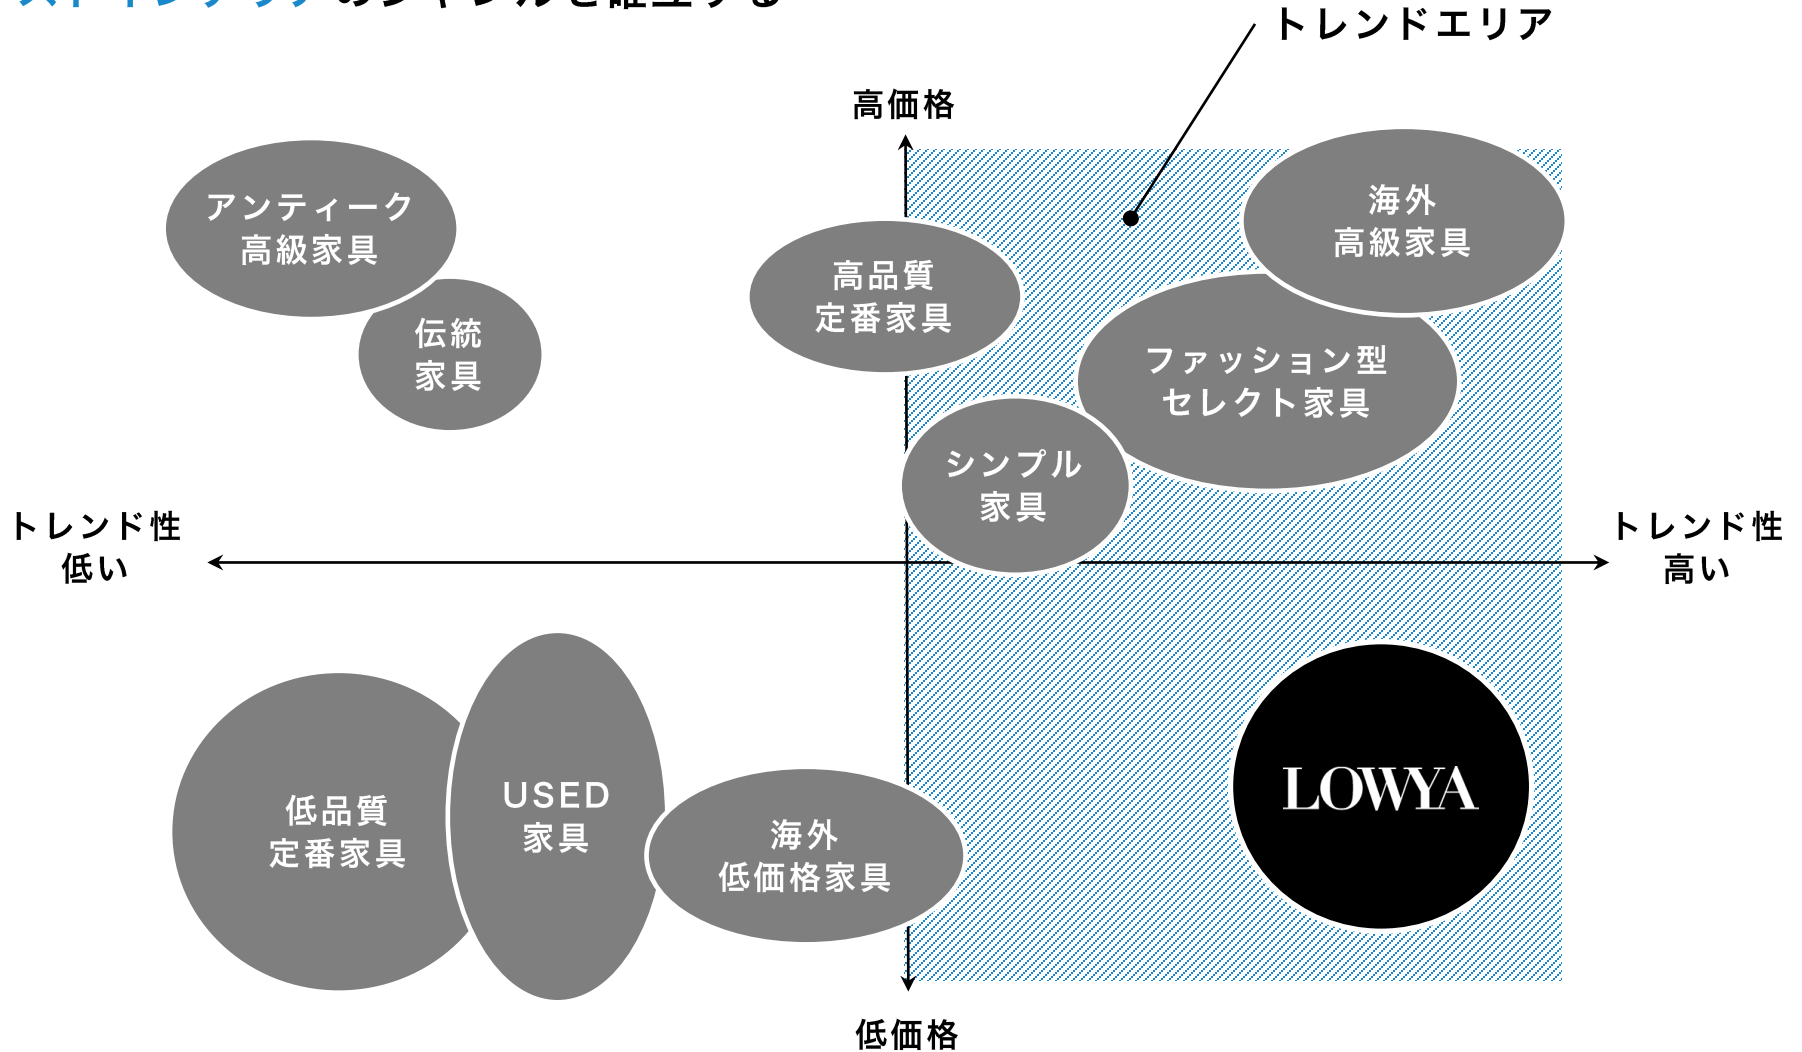 トレンドエリア
高価格
アンティーク
高級家具
伝統
家具
高品質
定番家具
海外
高級家具
ファッション型
セレクト家具
シンプル
家具
トレンド性
低い
トレンド性
高い
低品質
定番家具
USED
家具
海外
低価格家具
LOWYA
低価格